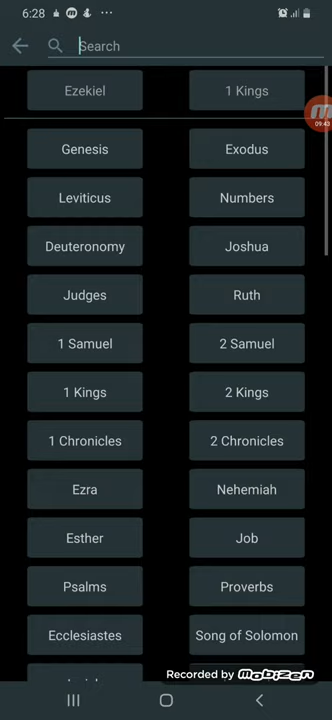 6:28
Search
Ezekiel 1 Kings
09:43
Genesis Exodus
Leviticus Numbers
Deuteronomy Joshua
Judges Ruth
1 Samuel 2 Samuel
1 Kings 2 Kings
1 Chronicles 2 Chronicles
Ezra Nehemiah
Esther Job
Psalms Proverbs
Ecclesiastes Song of Solomon
Recorded by Mobizen